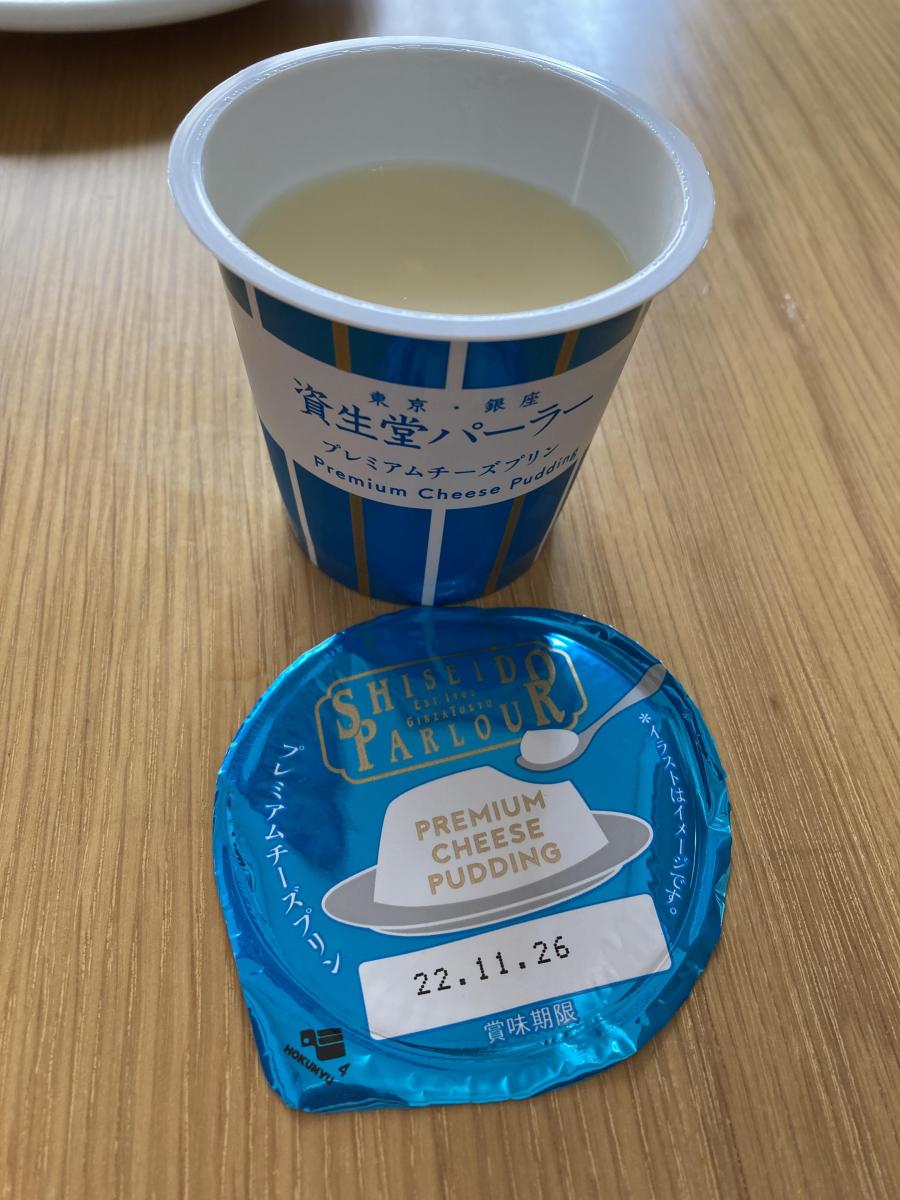 東京・銀座
資生堂パーラー
プレミアムチーズプリン
Premium Cheese Pudding
SHISEIDO
EST.1902
GINZA TOKYO
PARLOUR
プレミアムチーズプリン
*イラストはイメージです。
PREMIUM
CHEESE
PUDDING
22.11.26
賞味期限
HOKUNYU 4